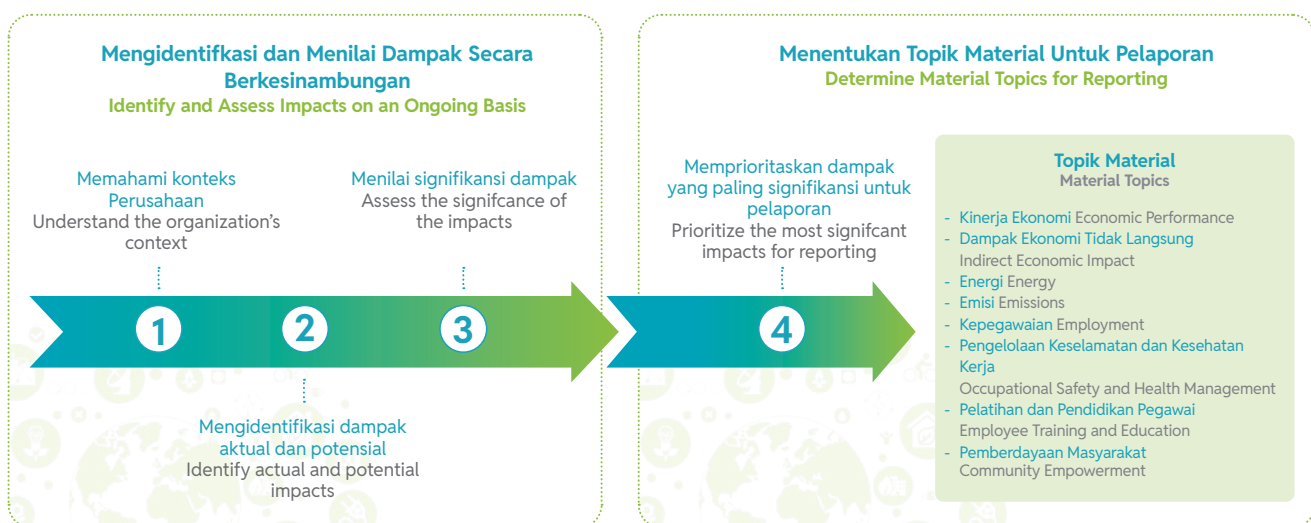 Mengidentifkasi dan Menilai Dampak Secara
Berkesinambungan
Identify and Assess Impacts on an Ongoing Basis
Memahami konteks
Perusahaan
Understand the organization's
context
Menilai signifikansi dampak
Assess the signifcance of
the impacts
1
2
3
Mengidentifikasi dampak
aktual dan potensial
Identify actual and potential
impacts
Menentukan Topik Material Untuk Pelaporan
Determine Material Topics for Reporting
Memprioritaskan dampak
yang paling signifikansi untuk
pelaporan
Prioritize the most signifcant
impacts for reporting
4
Topik Material
Material Topics
- Kinerja Ekonomi Economic Performance
- Dampak Ekonomi Tidak Langsung
Indirect Economic Impact
- Energi Energy
- Emisi Emissions
- Kepegawaian Employment
- Pengelolaan Keselamatan dan Kesehatan
Kerja
Occupational Safety and Health Management
- Pelatihan dan Pendidikan Pegawai
Employee Training and Education
- Pemberdayaan Masyarakat
Community Empowerment